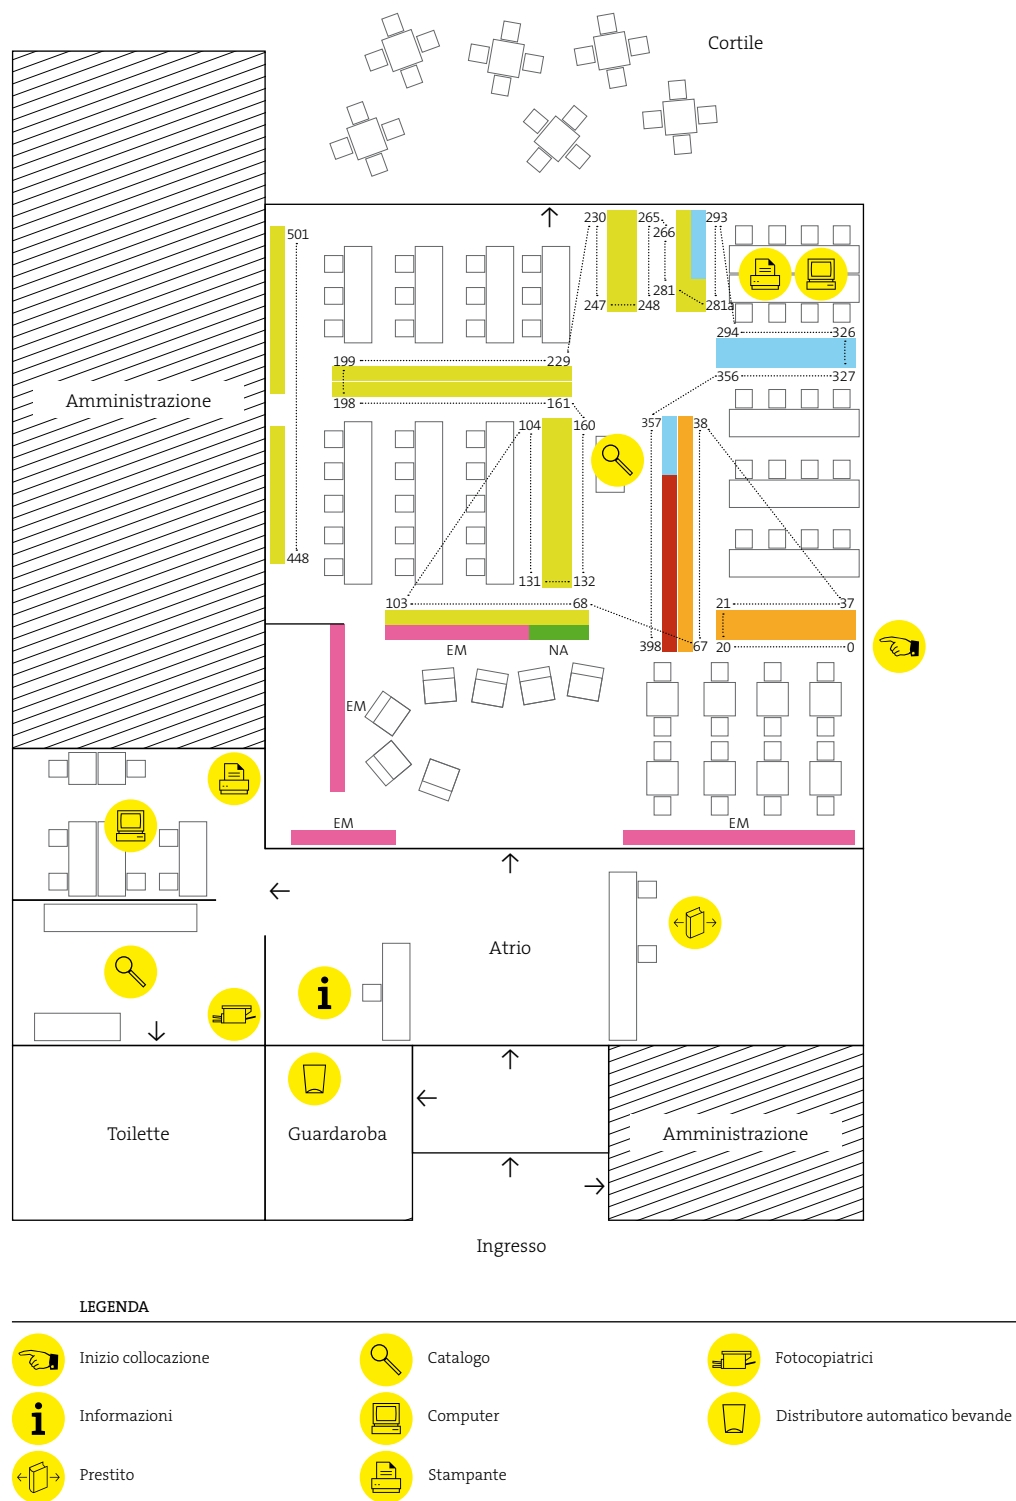 Cortile
230
265
293
266
501
281
247
248
281a
294
326
199
229
356
327
Amministrazione
198
161
104
160
357
38
448
131
132
103
68
21
37
EM
NA
398
67
20
0
EM
EM
EM
Atrio
Toilette
Guardaroba
Amministrazione
Ingresso
LEGENDA
Inizio collocazione
Catalogo
Fotocopiatrici
Informazioni
Computer
Distributore automatico bevande
Prestito
Stampante